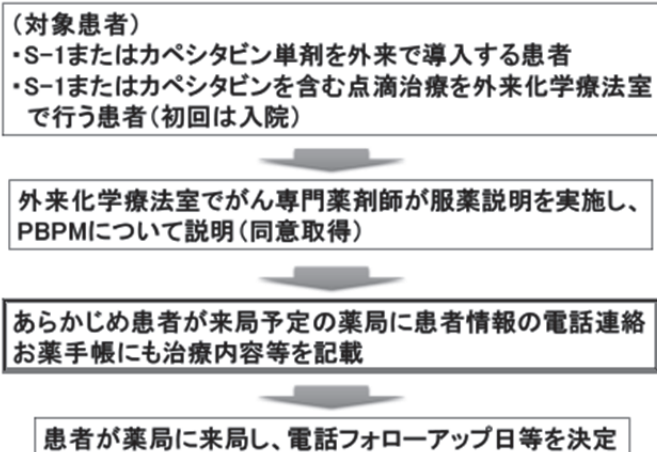 (対象患者)
・S-1またはカペシタビン単剤を外来で導入する患者
・S-1またはカペシタビンを含む点滴治療を外来化学療法室
で行う患者(初回は入院)
外来化学療法室でがん専門薬剤師が服薬説明を実施し、
PBPMについて説明(同意取得)
あらかじめ患者が来局予定の薬局に患者情報の電話連絡
お薬手帳にも治療内容等を記載
患者が薬局に来局し、電話フォローアップ日等を決定